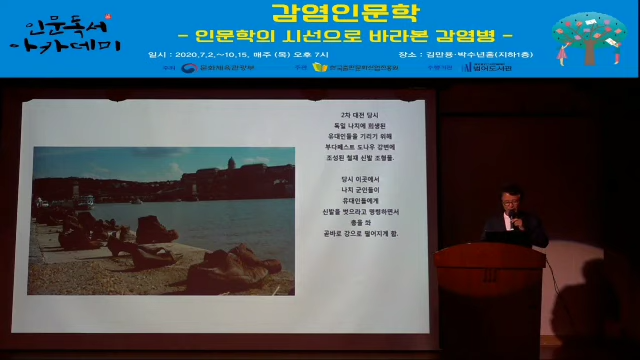 인문독서
아카데미
감염인문학
- 인문학의 시선으로 바라본 감염병 -
일시 : 2020.7.2.~10.15. 매주 (목) 오후 7시
장소 : 김만용·박수년홀(지하1층)
문화체육관광부
한국출판문화산업진흥원
2차 대전 당시
독일 나치에 희생된
유대인들을 기리기 위해
부다페스트 도나우 강변에
조성된 철재 신발 조형물.
당시 이곳에서
나치 군인들이
유대인들에게
신발을 벗으라고 명령하면서
총을 쏴
곧바로 강으로 떨어지게 함.